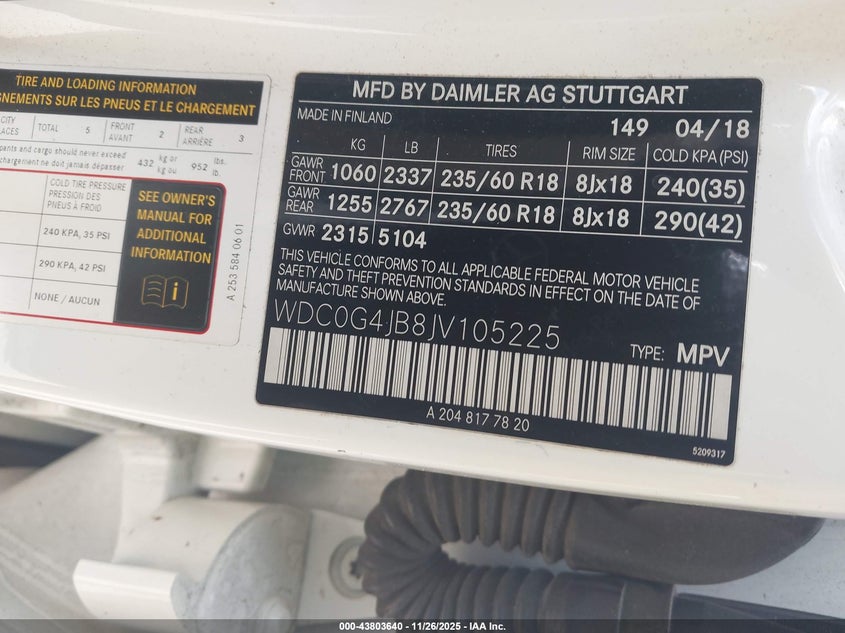 TIRE AND LOADING INFORMATION
GNEMENTS SUR LES PNEUS ET LE CHARGEMENT
CITY
LACES
TOTAL 5
FRONT
AVANT 2
REAR
ARRIÈRE 3
pants and cargo should never exceed
chargement ne doit jamais dépasser
432 kg or
kg ou
952 lbs.
lb.
COLD TIRE PRESSURE
PRESSION DES
PNEUS À FROID
240 KPA, 35 PSI
290 KPA, 42 PSI
NONE / AUCUN
SEE OWNER'S
MANUAL FOR
ADDITIONAL
INFORMATION
i
A 253 584 06 01
MFD BY DAIMLER AG STUTTGART
MADE IN FINLAND 149 04/18
KG LB TIRES RIM SIZE COLD KPA (PSI)
GAWR
FRONT 1060 2337 235/60 R18 8Jx18 240(35)
GAWR
REAR 1255 2767 235/60 R18 8Jx18 290(42)
GVWR 2315 5104
THIS VEHICLE CONFORMS TO ALL APPLICABLE FEDERAL MOTOR VEHICLE
SAFETY AND THEFT PREVENTION STANDARDS IN EFFECT ON THE DATE OF
MANUFACTURE SHOWN ABOVE.
WDC0G4JB8JV105225
TYPE: MPV
A 204 817 78 20
5209317
000-43803640 - 11/26/2025 - IAA Inc.